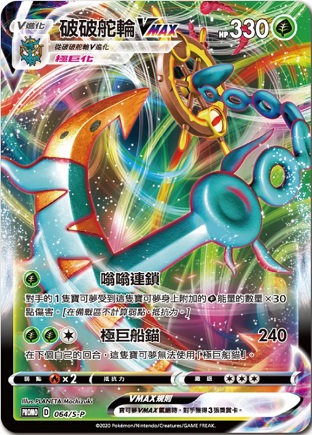 V進化 破破舵輪VMAX HP330
從破破舵輪V進化
極巨化
嗡嗡連鎖
對手的1隻寶可夢受到這隻寶可夢身上附加的能量的數量×30
點傷害。[在備戰區不計算弱點、抵抗力。]
極巨船錨 240
在下個自己的回合,這隻寶可夢無法使用「極巨船錨」。
弱點 ×2 抵抗力 撤退
VMAX規則
寶可夢VMAX【氣絕】時,對手獲得3張獎賞卡。
Illus. PLANETA Mochizuki
PROMO D 064/S-P
©2020 Pokémon/Nintendo/Creatures/GAME FREAK.